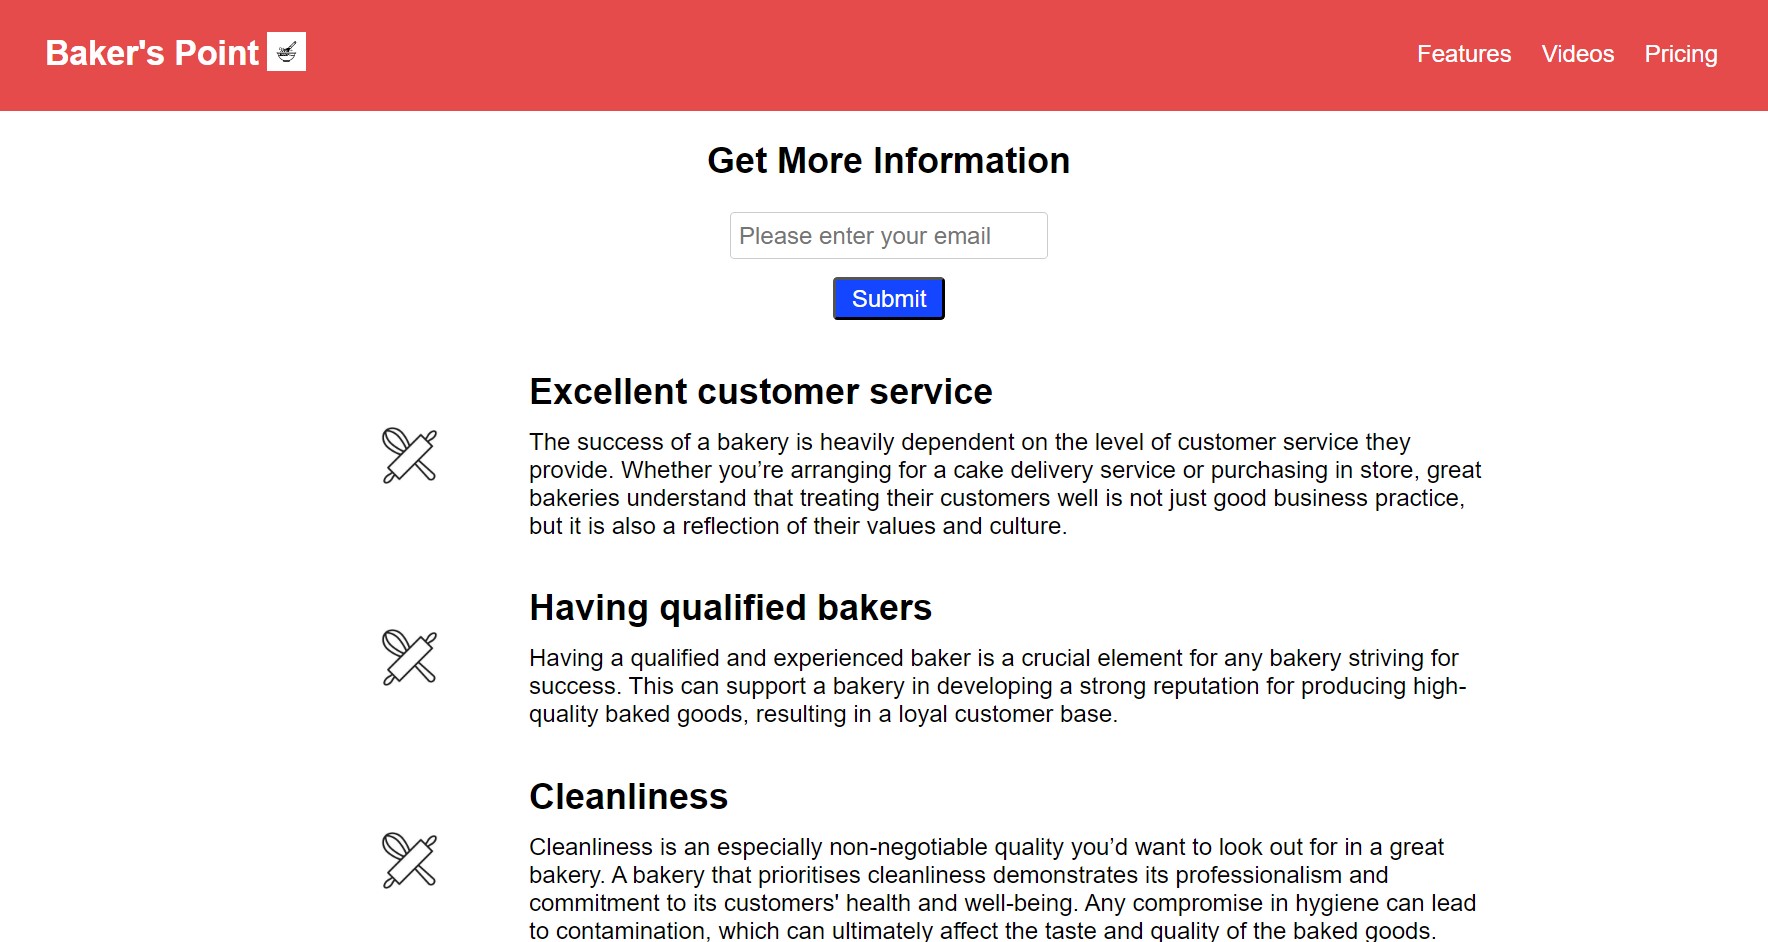 Baker's Point
Features Videos Pricing
Get More Information
Please enter your email
Submit
Excellent customer service
The success of a bakery is heavily dependent on the level of customer service they
provide. Whether you’re arranging for a cake delivery service or purchasing in store, great
bakeries understand that treating their customers well is not just good business practice,
but it is also a reflection of their values and culture.
Having qualified bakers
Having a qualified and experienced baker is a crucial element for any bakery striving for
success. This can support a bakery in developing a strong reputation for producing high-
quality baked goods, resulting in a loyal customer base.
Cleanliness
Cleanliness is an especially non-negotiable quality you’d want to look out for in a great
bakery. A bakery that prioritises cleanliness demonstrates its professionalism and
commitment to its customers' health and well-being. Any compromise in hygiene can lead
to contamination, which can ultimately affect the taste and quality of the baked goods.